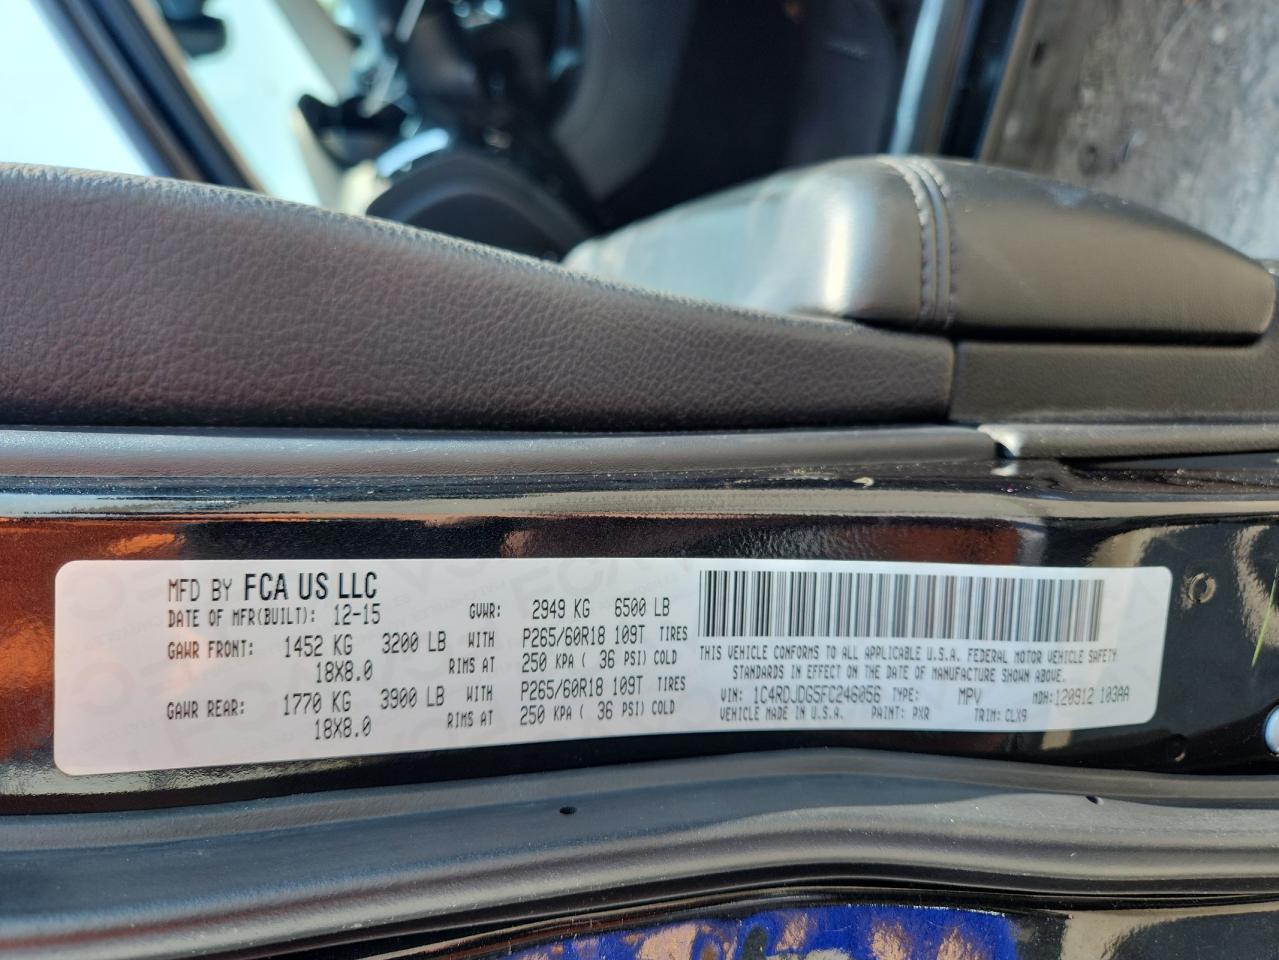 MFD BY FCA US LLC
DATE OF MFR(BUILT): 12-15 GVWR: 2949 KG 6500 LB
GAWR FRONT: 1452 KG 3200 LB WITH P265/60R18 109T TIRES
18X8.0 RIMS AT 250 KPA ( 36 PSI) COLD
GAWR REAR: 1770 KG 3900 LB WITH P265/60R18 109T TIRES
18X8.0 RIMS AT 250 KPA ( 36 PSI) COLD
THIS VEHICLE CONFORMS TO ALL APPLICABLE U.S.A. FEDERAL MOTOR VEHICLE SAFETY
STANDARDS IN EFFECT ON THE DATE OF MANUFACTURE SHOWN ABOVE.
VIN: 1C4RDJDG5FC246056 TYPE: MPV MDH:120912 103AA
VEHICLE MADE IN U.S.A. PAINT: PXR TRIM: CLX9